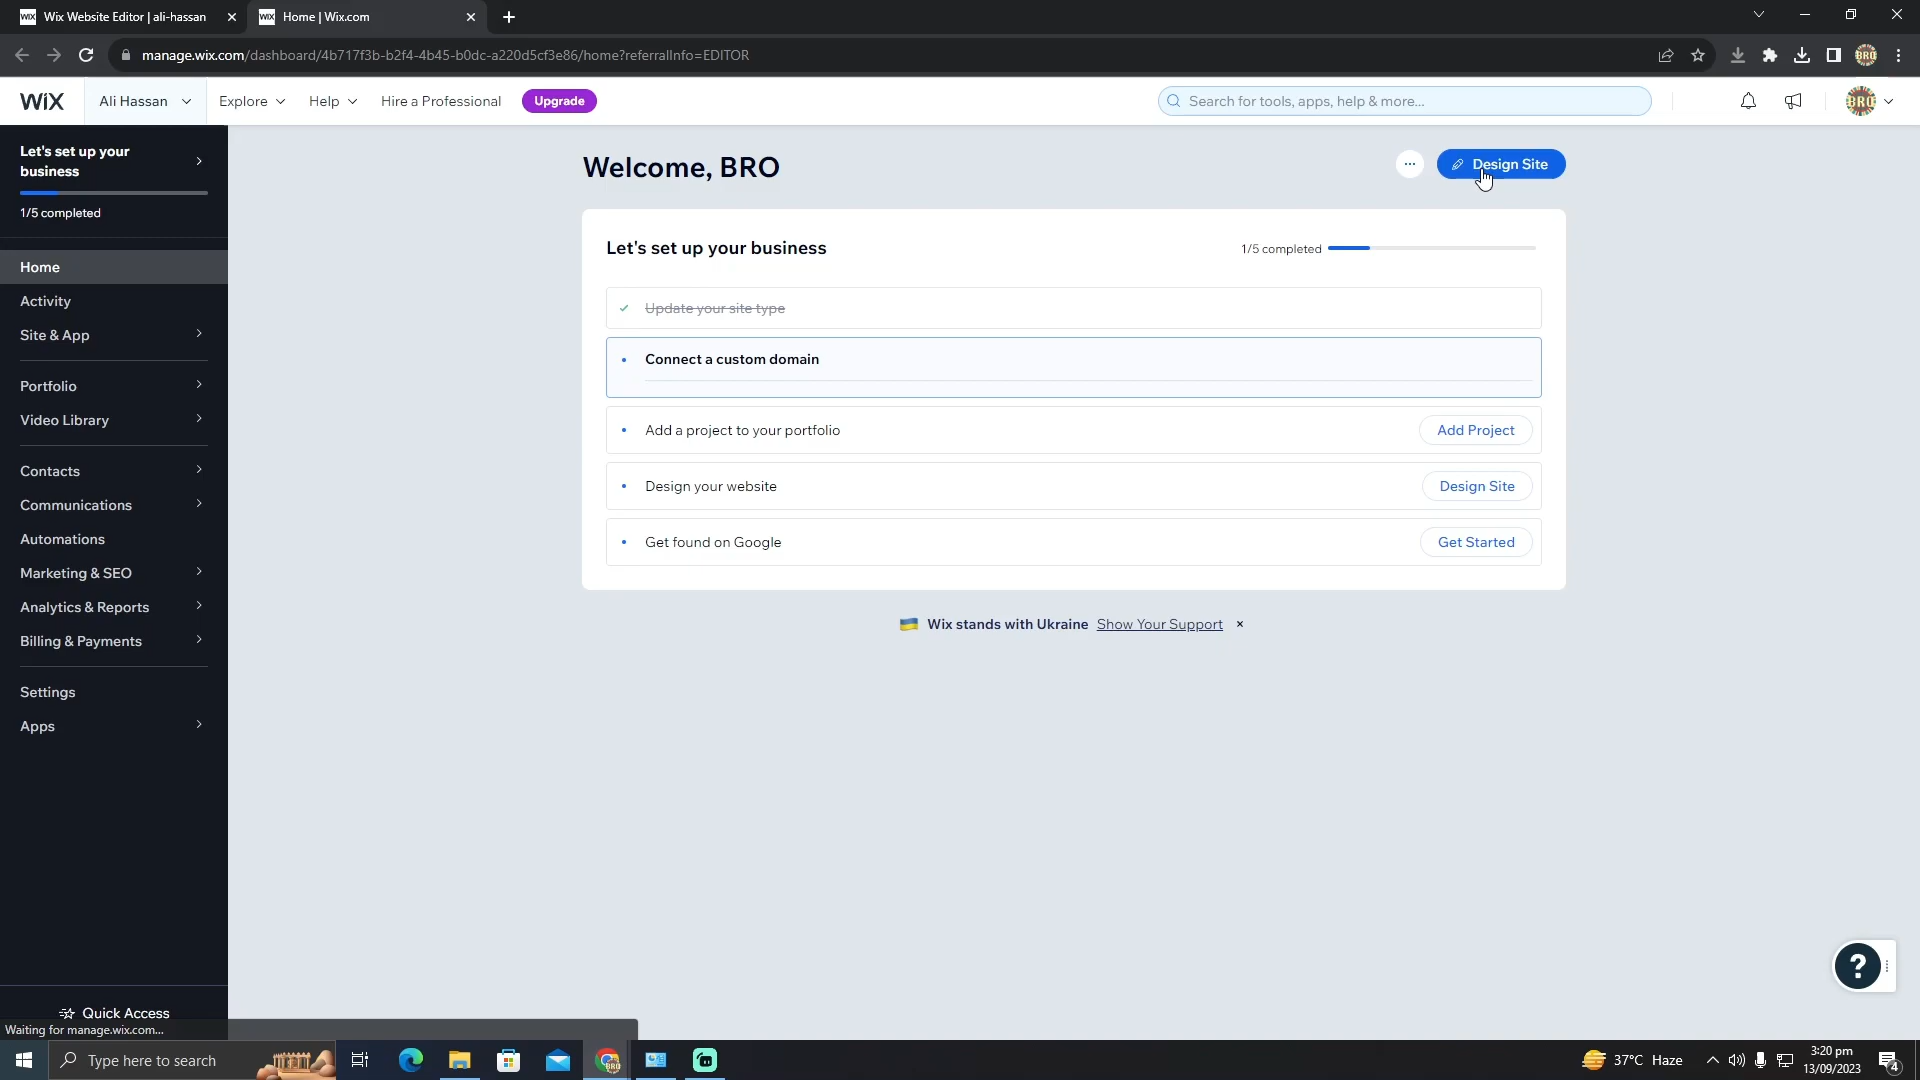 Wix Website Editor | ali-hassan
Home | Wix.com
manage.wix.com/dashboard/4b717f3b-b2f4-4b45-b0dc-a220d5cf3e86/home?referralInfo=EDITOR
WiX
Ali Hassan
Explore
Help
Hire a Professional
Upgrade
Search for tools, apps, help & more...
Let's set up your
business
1/5 completed
Home
Activity
Site & App
Portfolio
Video Library
Contacts
Communications
Automations
Marketing & SEO
Analytics & Reports
Billing & Payments
Settings
Apps
Quick Access
Waiting for manage.wix.com...
Welcome, BRO
Design Site
Let's set up your business
1/5 completed
Update your site type
Connect a custom domain
Add a project to your portfolio
Add Project
Design your website
Design Site
Get found on Google
Get Started
Wix stands with Ukraine Show Your Support
?
Type here to search
37°C Haze
3:20 pm
13/09/2023
4